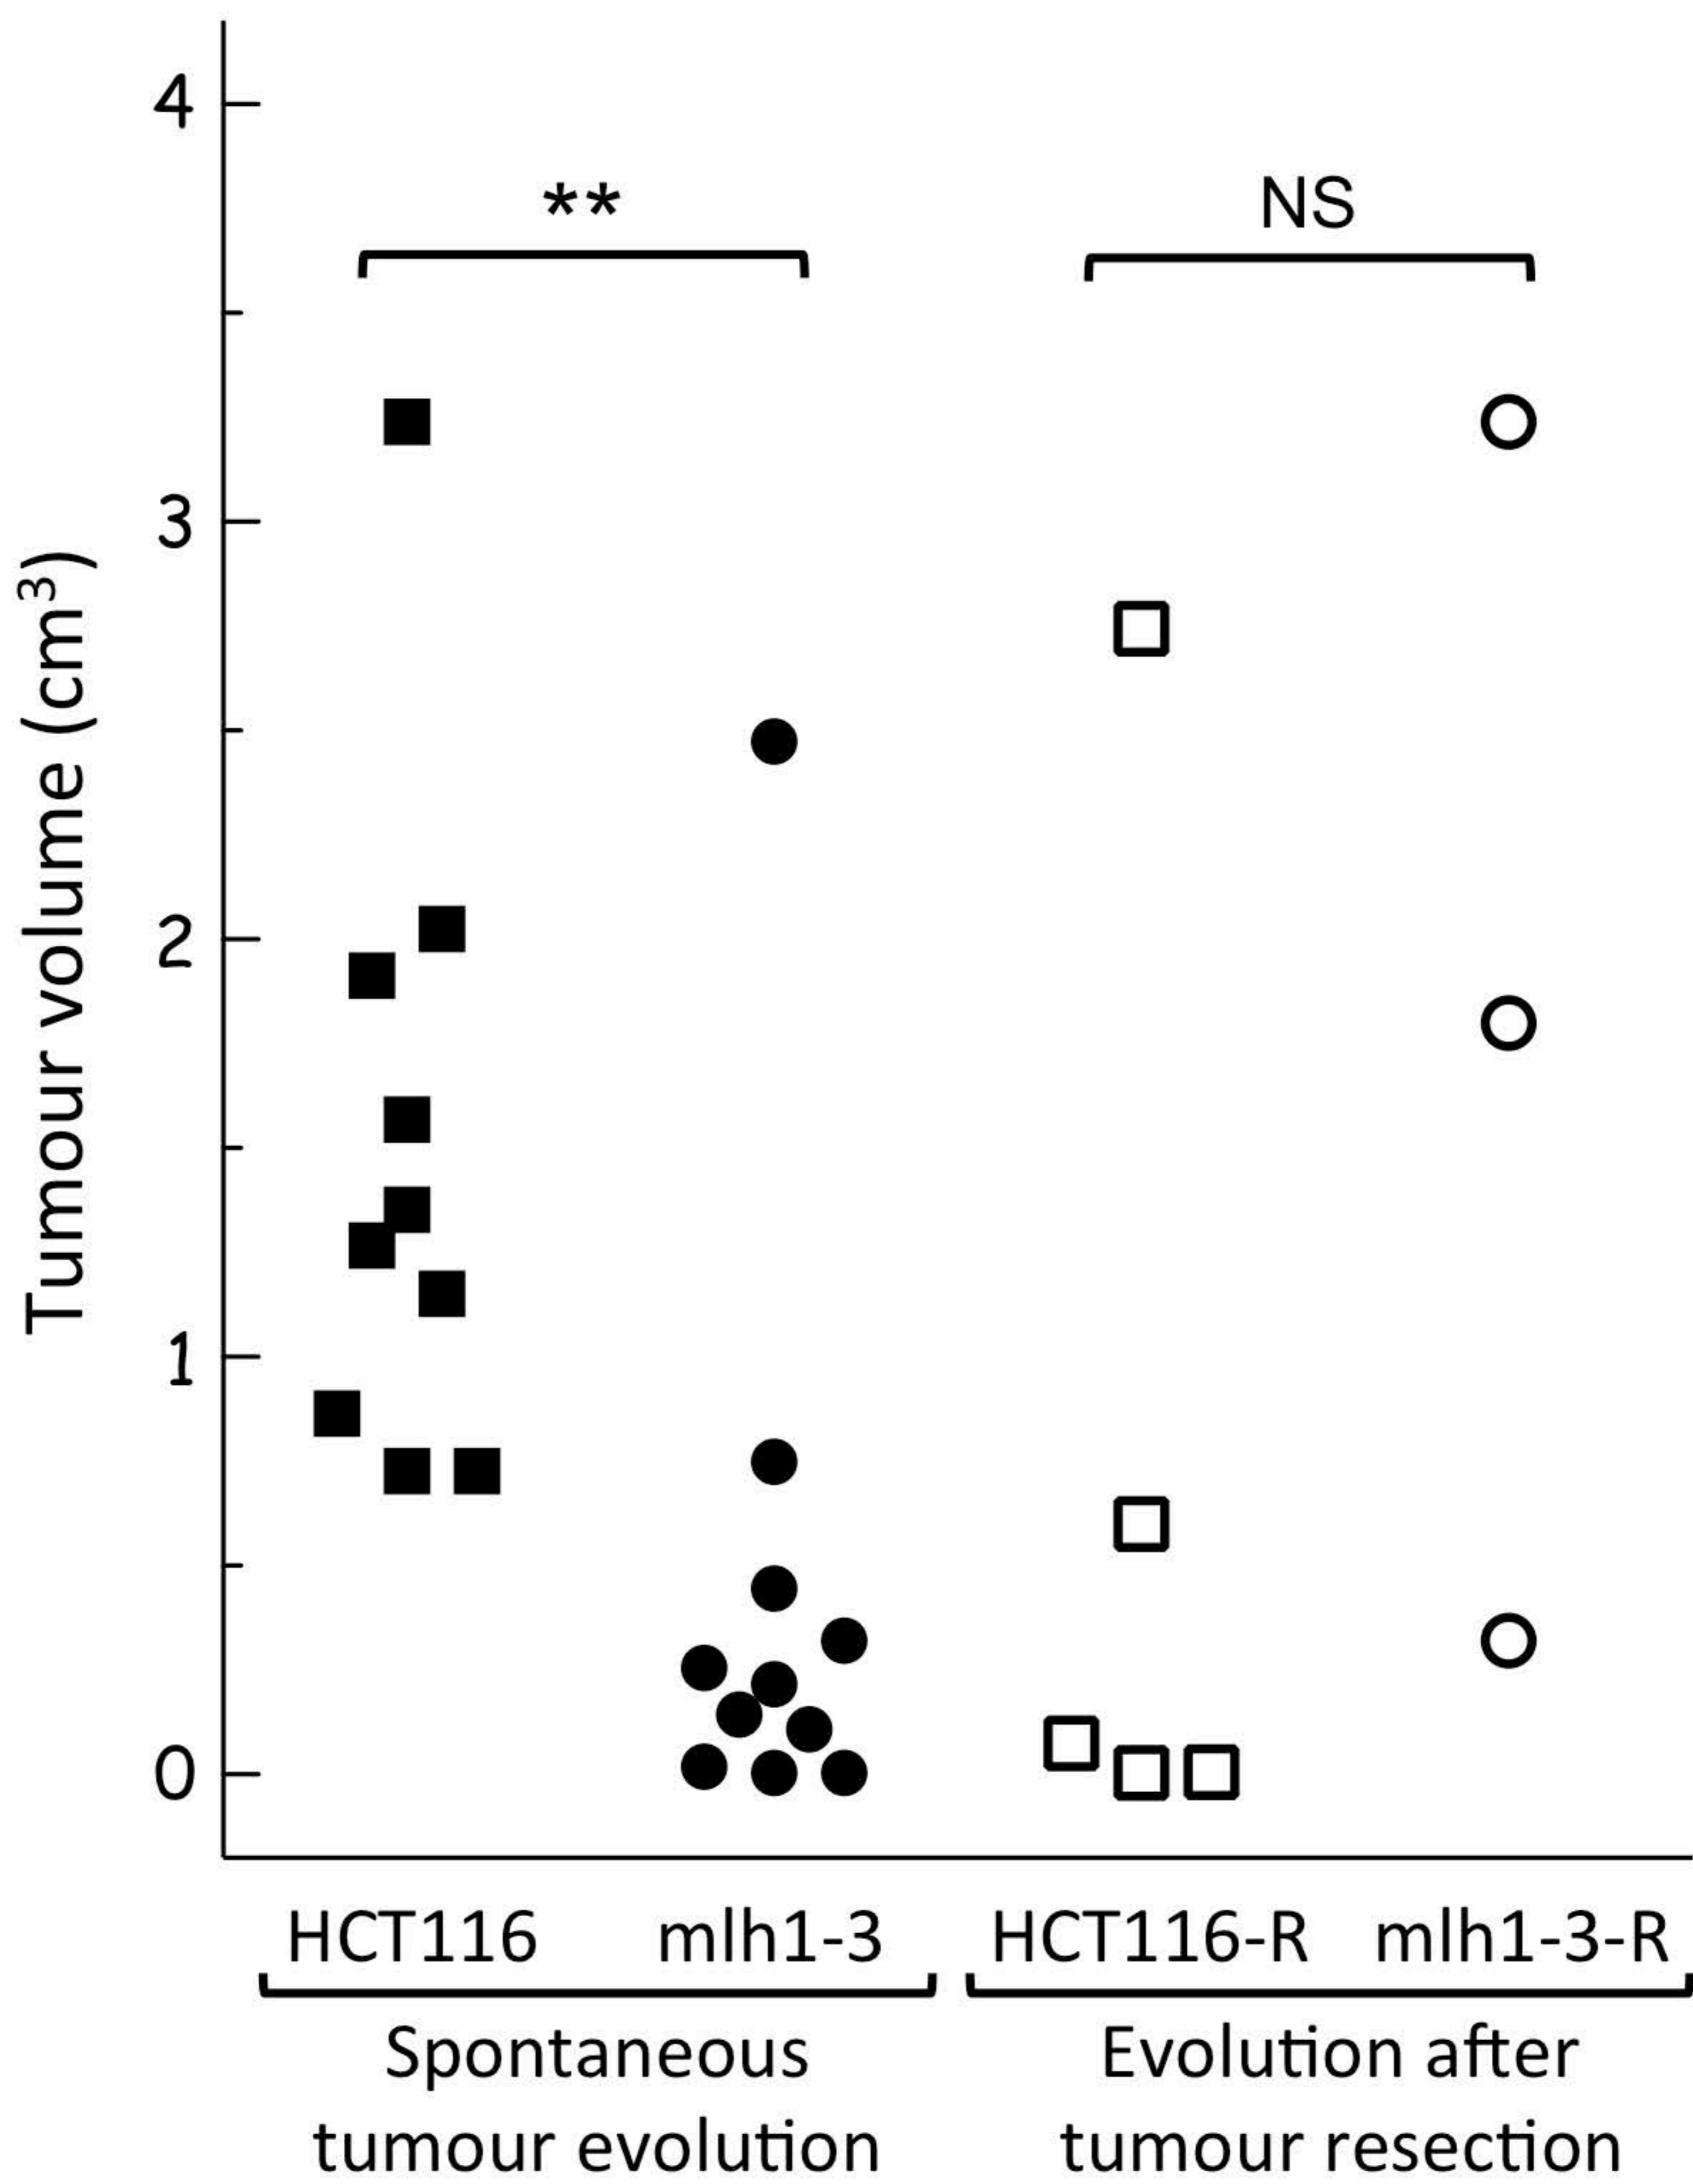 Tumour volume (cm³)
4
3
2
1
0
**
NS
HCT116
mlh1-3
HCT116-R
mlh1-3-R
Spontaneous
tumour evolution
Evolution after
tumour resection